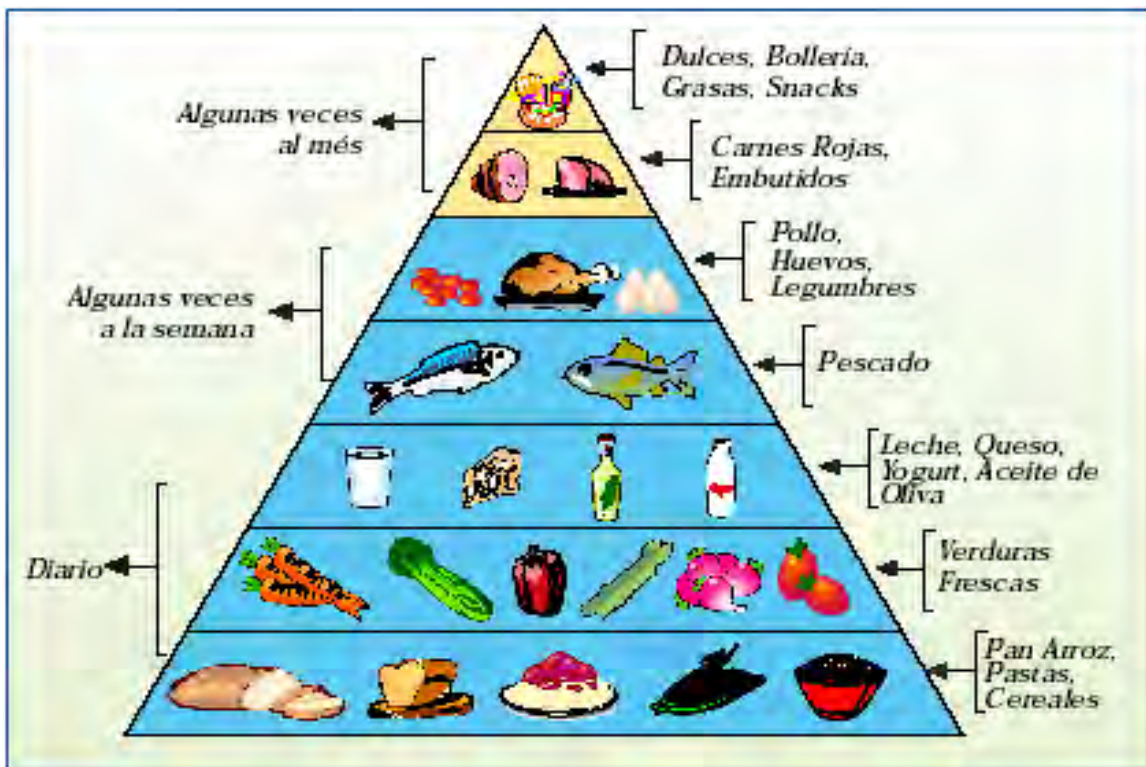 Dulces, Bollería,
Grasas, Snacks
Algunas veces
al més
Carnes Rojas,
Embutidos
Pollo,
Huevos,
Legumbres
Algunas veces
a la semana
Pescado
Leche, Queso,
Yogurt, Aceite de
Oliva
Diario
Verduras
Frescas
Pan Arroz,
Pastas,
Cereales